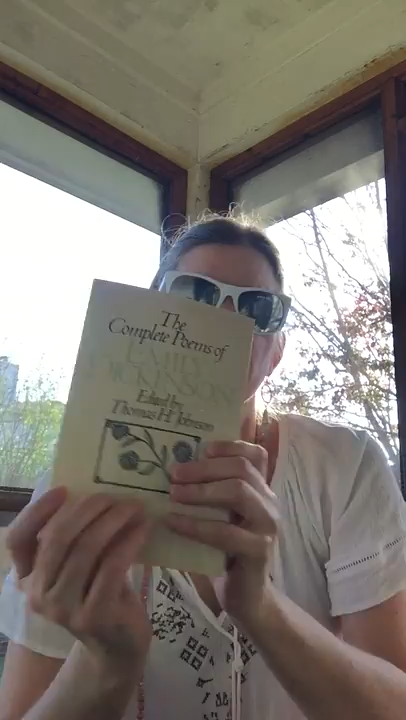 The
Complete Poems of
EMILY
DICKINSON
Edited by
Thomas H. Johnson